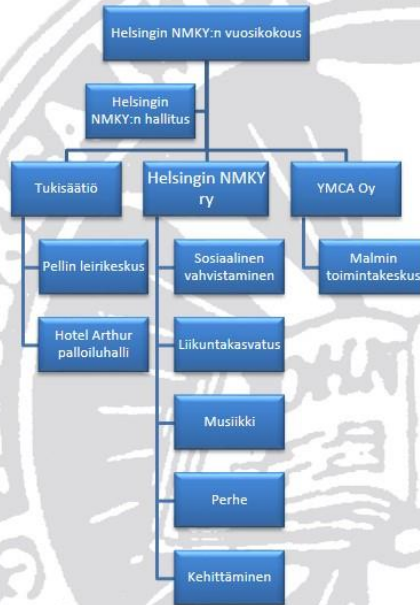 Helsingin NMKY:n vuosikokous
Helsingin
NMKY:n hallitus
Tukisäätiö
Helsingin NMKY
ry
YMCA Oy
Pellin leirikeskus
Sosiaalinen
vahvistaminen
Malmin
toimintakeskus
Hotel Arthur
palloiluhalli
Liikuntakasvatus
Musiikki
Perhe
Kehittäminen